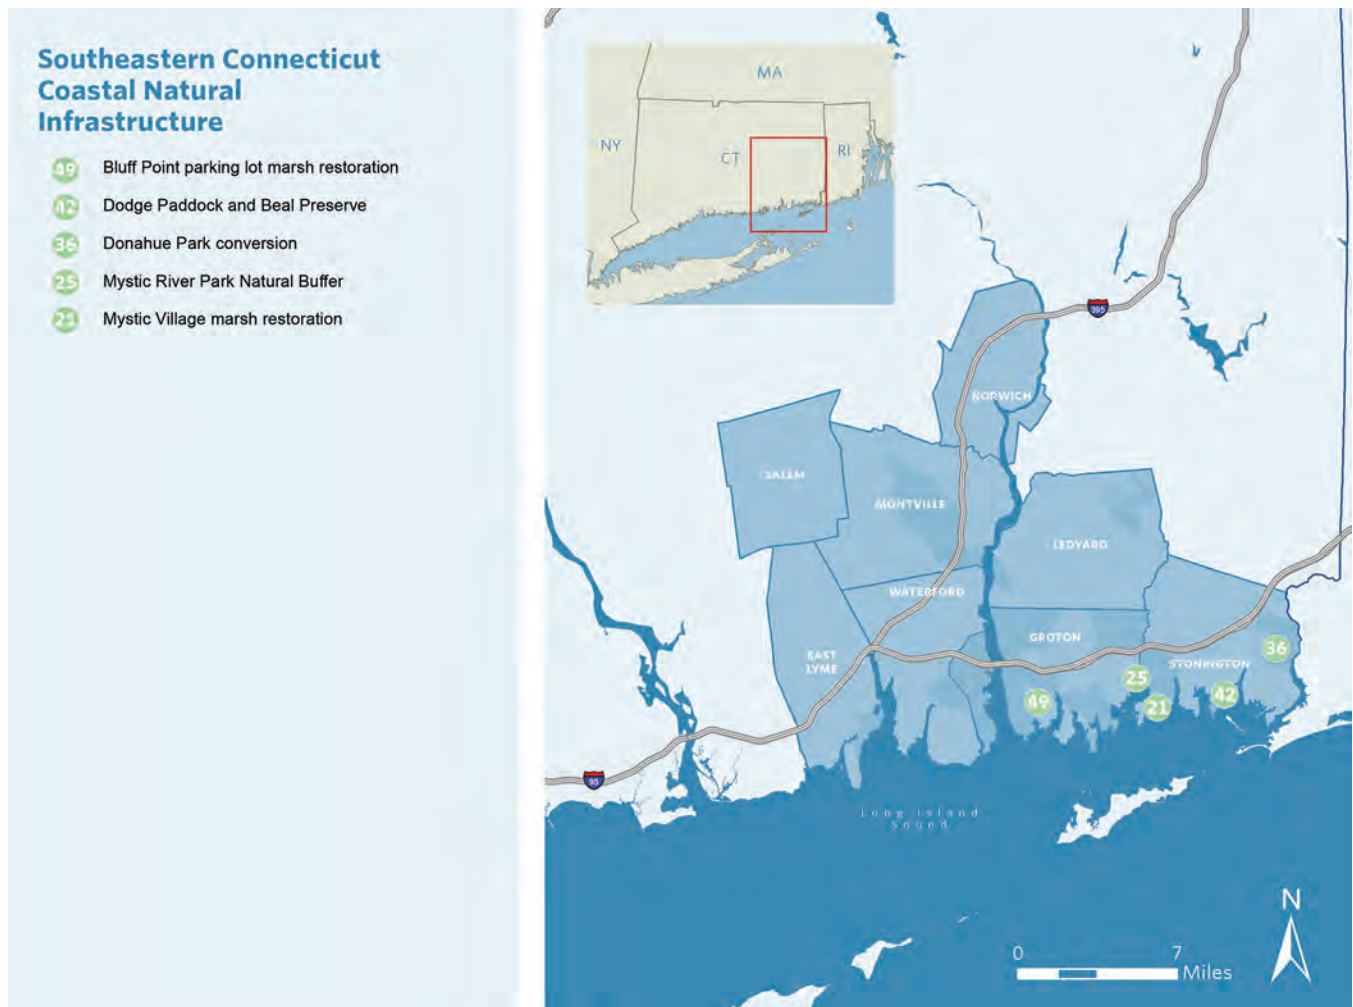 Southeastern Connecticut
Coastal Natural
Infrastructure
49 Bluff Point parking lot marsh restoration
42 Dodge Paddock and Beal Preserve
36 Donahue Park conversion
25 Mystic River Park Natural Buffer
21 Mystic Village marsh restoration
MA
NY
CT
RI
395
NORWICH
SALEM
MONTVILLE
LEDYARD
WATERFORD
GROTON
EAST
LYME
STONINGTON
36
25
49
21
42
95
Long Island
Sound
N
0 7
Miles